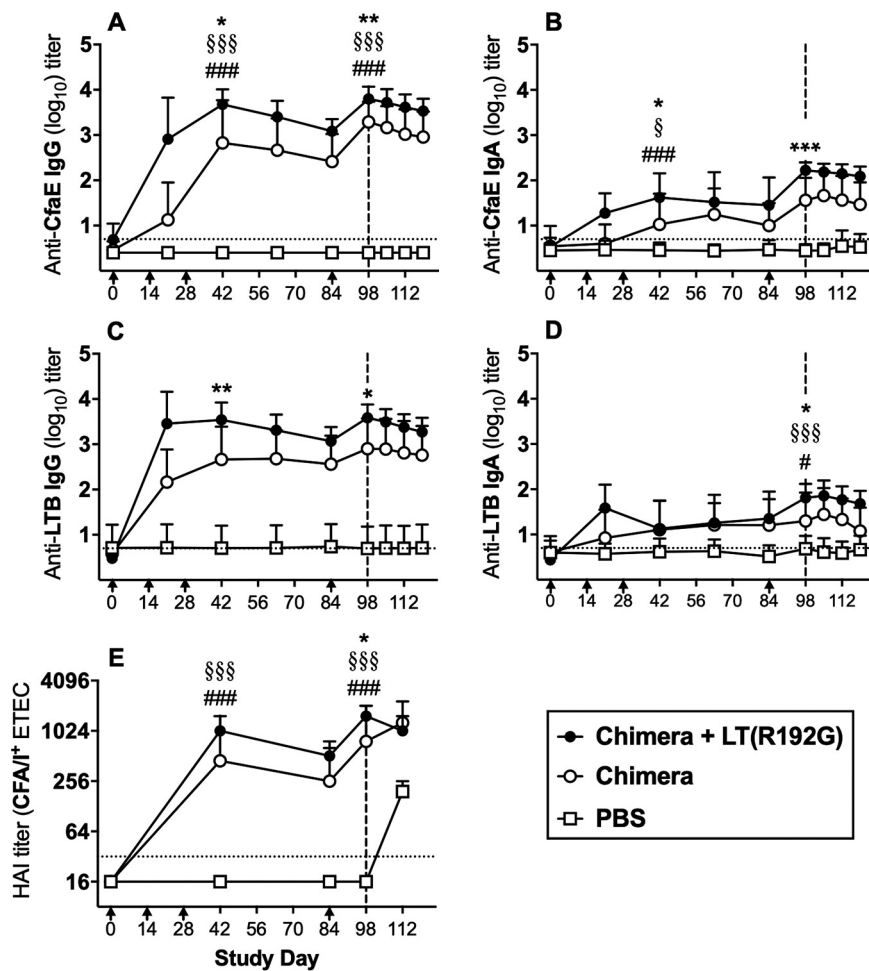 A
B
* **
§§§ §§§
### ###
*
§
###
***
Anti-CfaE IgG (log10) titer
5
4
3
2
1
0 14 28 42 56 70 84 98 112
Anti-CfaE IgA (log10) titer
5
4
3
2
1
0 14 28 42 56 70 84 98 112
C
D
** *
*
§§§
#
Anti-LTB IgG (log10) titer
5
4
3
2
1
0 14 28 42 56 70 84 98 112
Anti-LTB IgA (log10) titer
5
4
3
2
1
0 14 28 42 56 70 84 98 112
E
*
§§§ §§§
### ###
HAI titer (CFA/I+ ETEC
4096
1024
256
64
16
0 14 28 42 56 70 84 98 112
Study Day
Chimera + LT(R192G)
Chimera
PBS